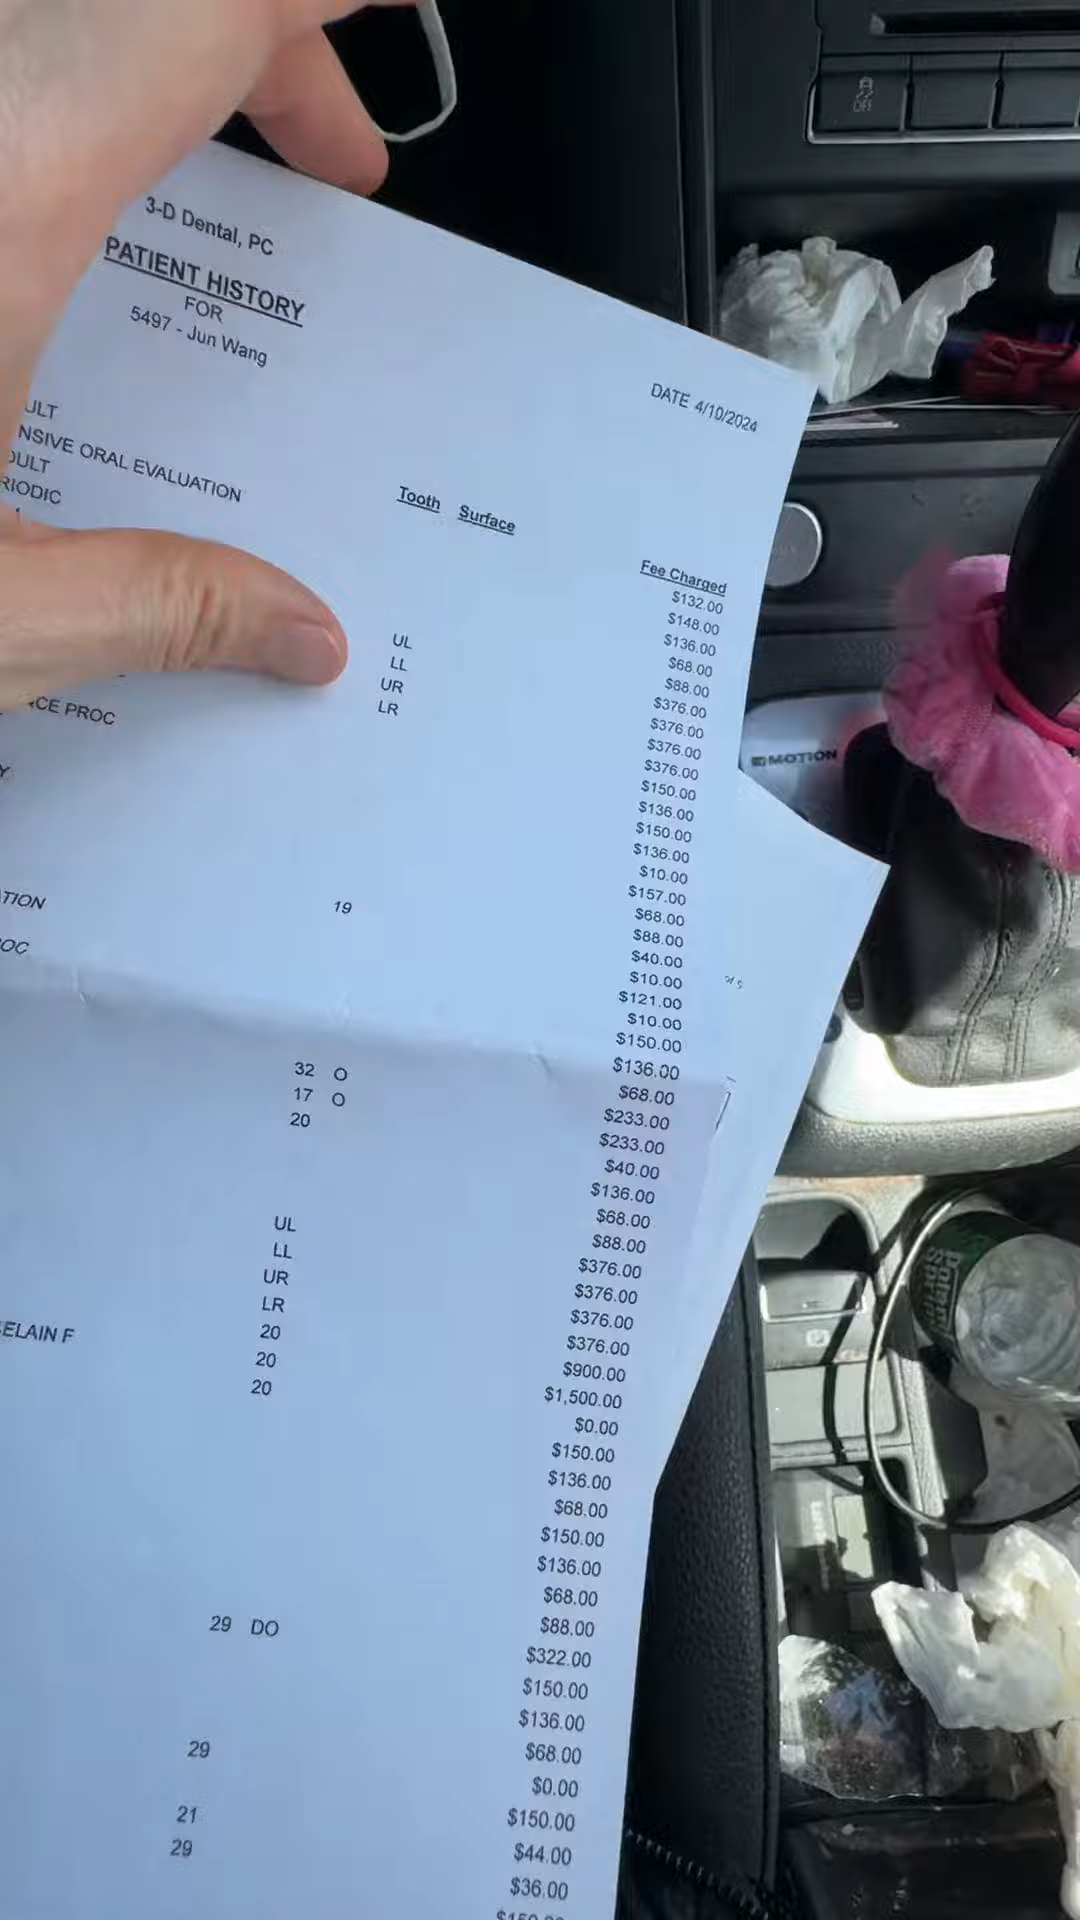 3-D Dental, PC
PATIENT HISTORY
FOR
5497 - Jun Wang
DATE 4/10/2024
ULT
NSIVE ORAL EVALUATION
DULT
RIODIC
Tooth Surface
Fee Charged
$132.00
$148.00
$136.00
$68.00
$88.00
UL $376.00
LL $376.00
UR $376.00
LR $376.00
CE PROC $150.00
$136.00
Y $150.00
$136.00
$10.00
$157.00
$68.00
$88.00
$40.00
TION 19 $10.00
$121.00
OC $10.00
$150.00
$136.00
$68.00
32 O $233.00
17 O $233.00
20 $40.00
$136.00
$68.00
$88.00
UL $376.00
LL $376.00
UR $376.00
LR $376.00
20 $900.00
ELAIN F 20 $1,500.00
20 $0.00
$150.00
$136.00
$68.00
$150.00
$136.00
$68.00
$88.00
29 DO $322.00
$150.00
$136.00
$68.00
29 $0.00
$150.00
21 $44.00
29 $36.00
OFF
4MOTION
Poland
Spring